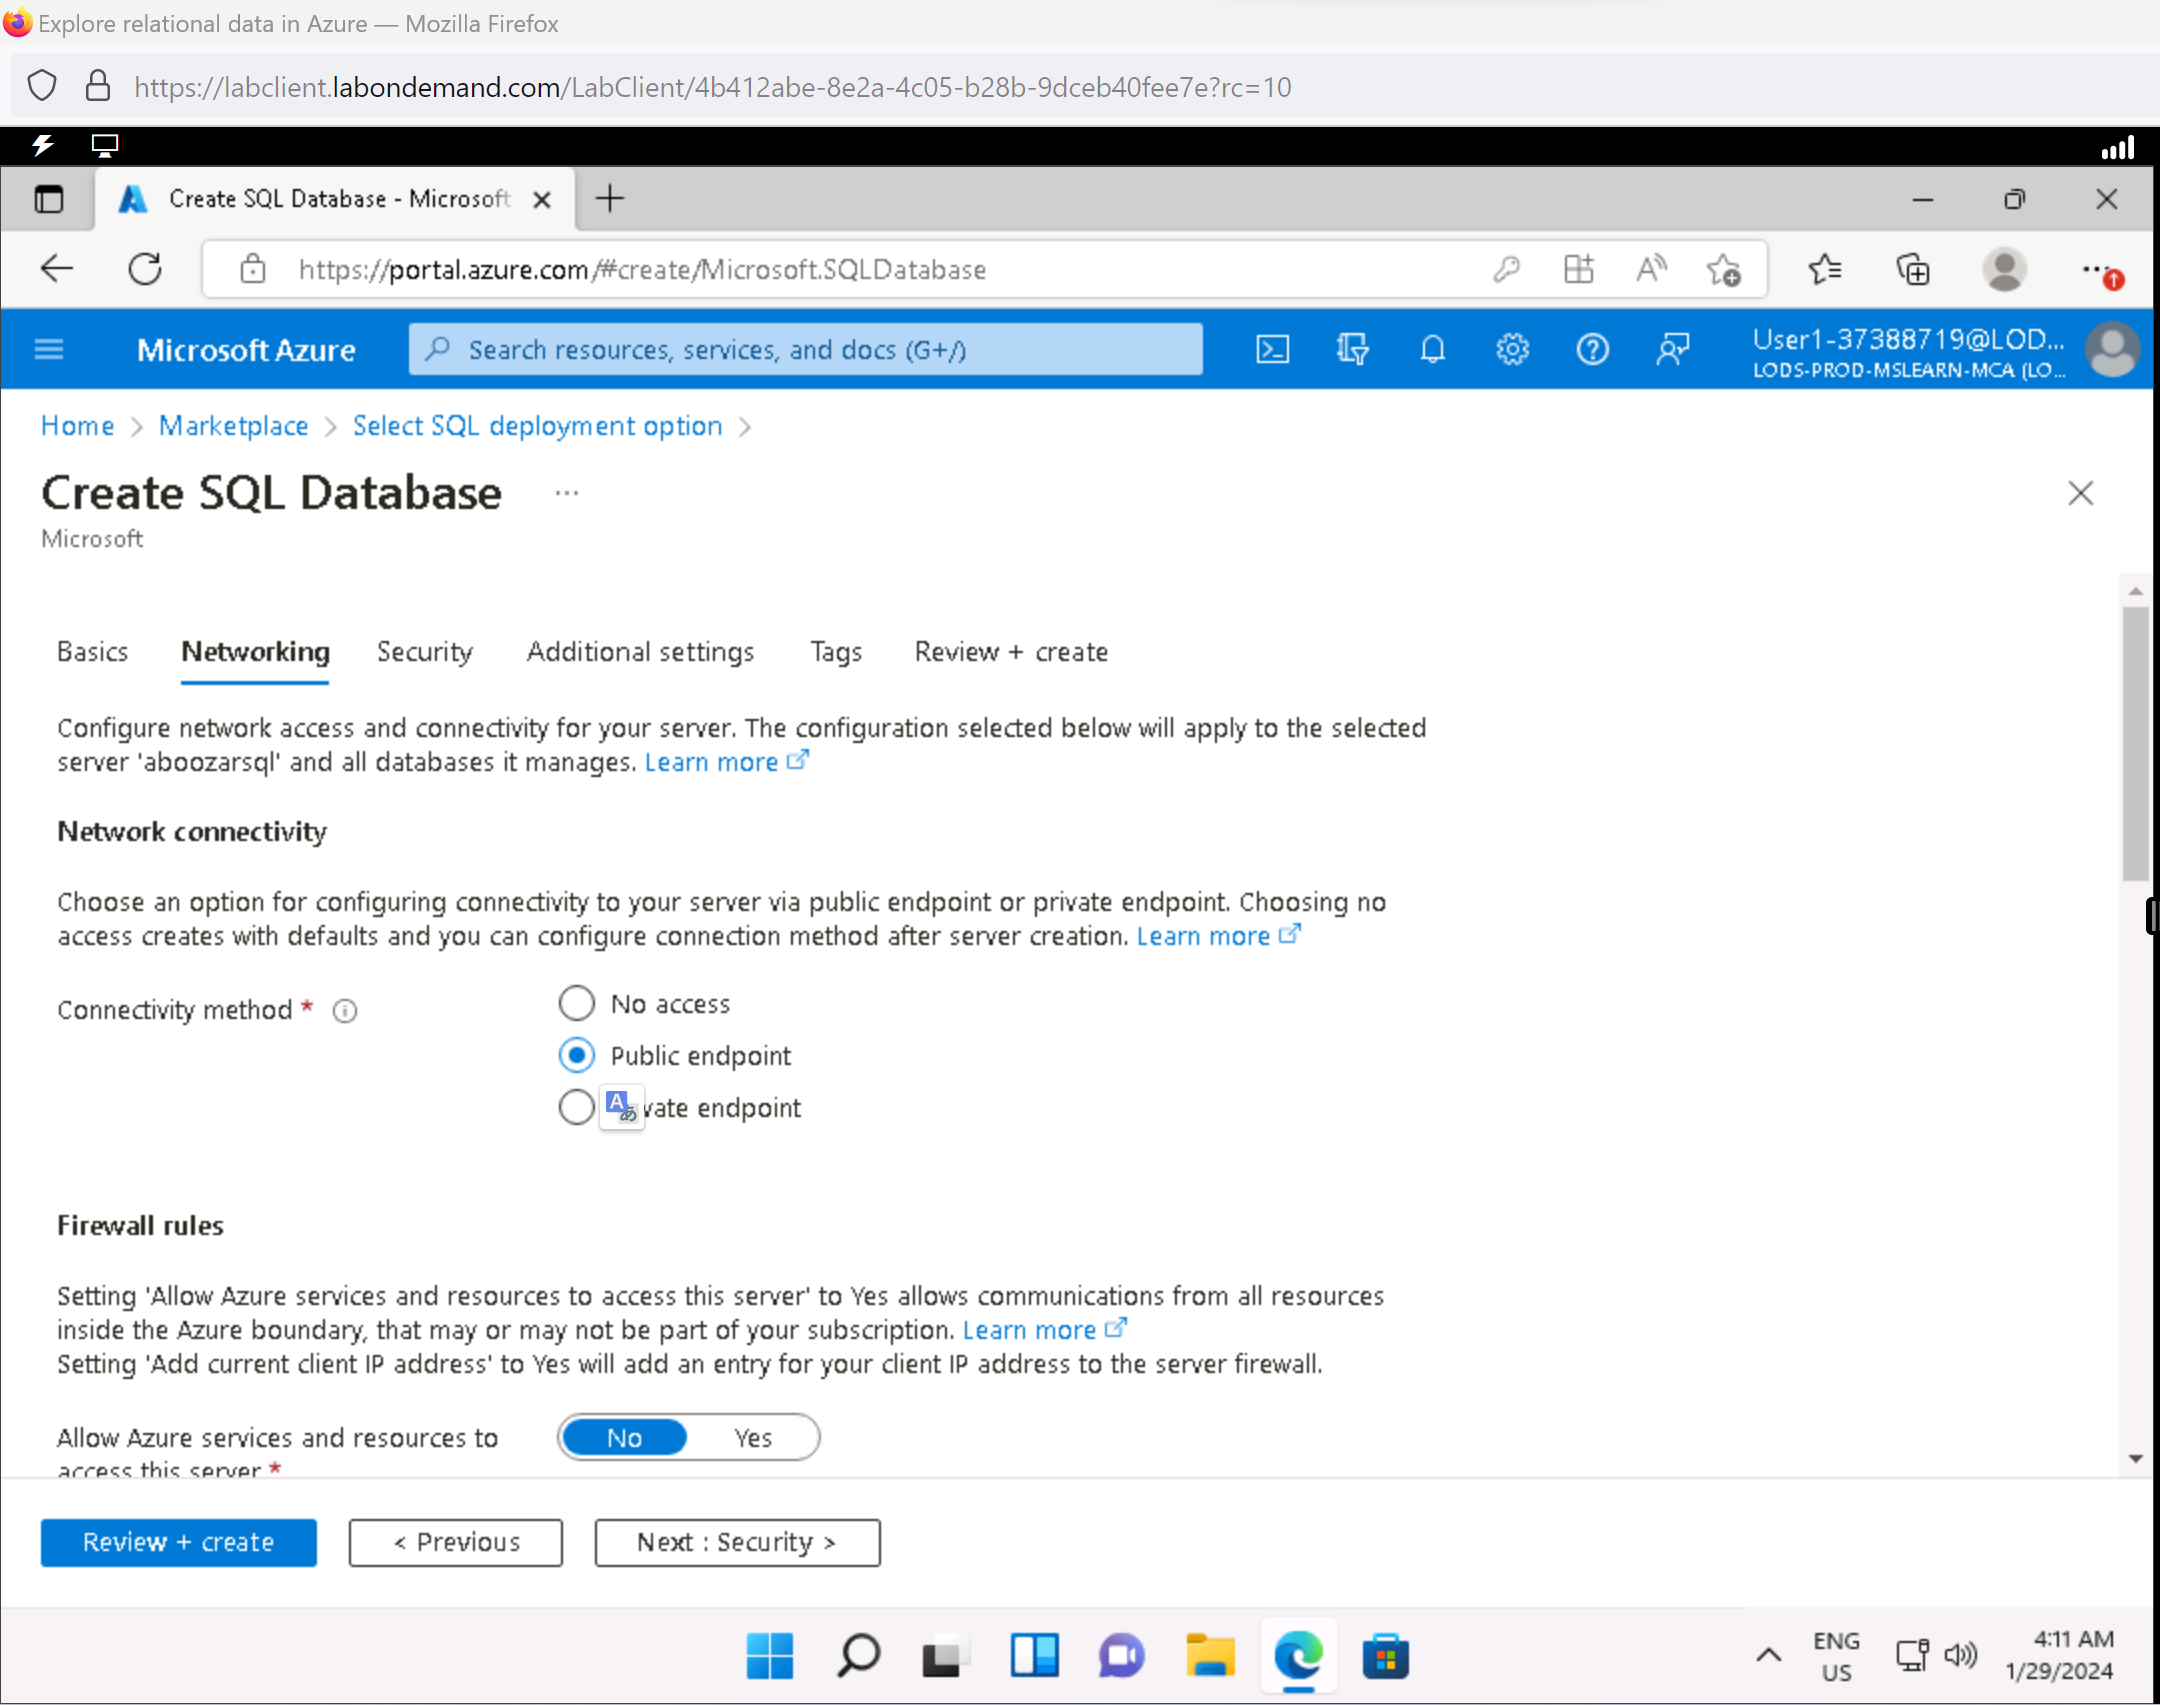 Explore relational data in Azure — Mozilla Firefox
https://labclient.labondemand.com/LabClient/4b412abe-8e2a-4c05-b28b-9dceb40fee7e?rc=10
Create SQL Database - Microsoft
https://portal.azure.com/#create/Microsoft.SQLDatabase
Microsoft Azure
Search resources, services, and docs (G+/)
User1-37388719@LOD...
LODS-PROD-MSLEARN-MCA (LO...
Home > Marketplace > Select SQL deployment option >
Create SQL Database ...
Microsoft
Basics Networking Security Additional settings Tags Review + create
Configure network access and connectivity for your server. The configuration selected below will apply to the selected
server 'aboozarsql' and all databases it manages. Learn more
Network connectivity
Choose an option for configuring connectivity to your server via public endpoint or private endpoint. Choosing no
access creates with defaults and you can configure connection method after server creation. Learn more
Connectivity method *
No access
Public endpoint
vate endpoint
Firewall rules
Setting 'Allow Azure services and resources to access this server' to Yes allows communications from all resources
inside the Azure boundary, that may or may not be part of your subscription. Learn more
Setting 'Add current client IP address' to Yes will add an entry for your client IP address to the server firewall.
Allow Azure services and resources to
access this server *
No Yes
Review + create
< Previous
Next : Security >
ENG
US
4:11 AM
1/29/2024